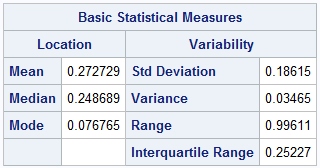 Basic Statistical Measures
Location Variability
Mean 0.272729 Std Deviation 0.18615
Median 0.248689 Variance 0.03465
Mode 0.076765 Range 0.99611
Interquartile Range 0.25227